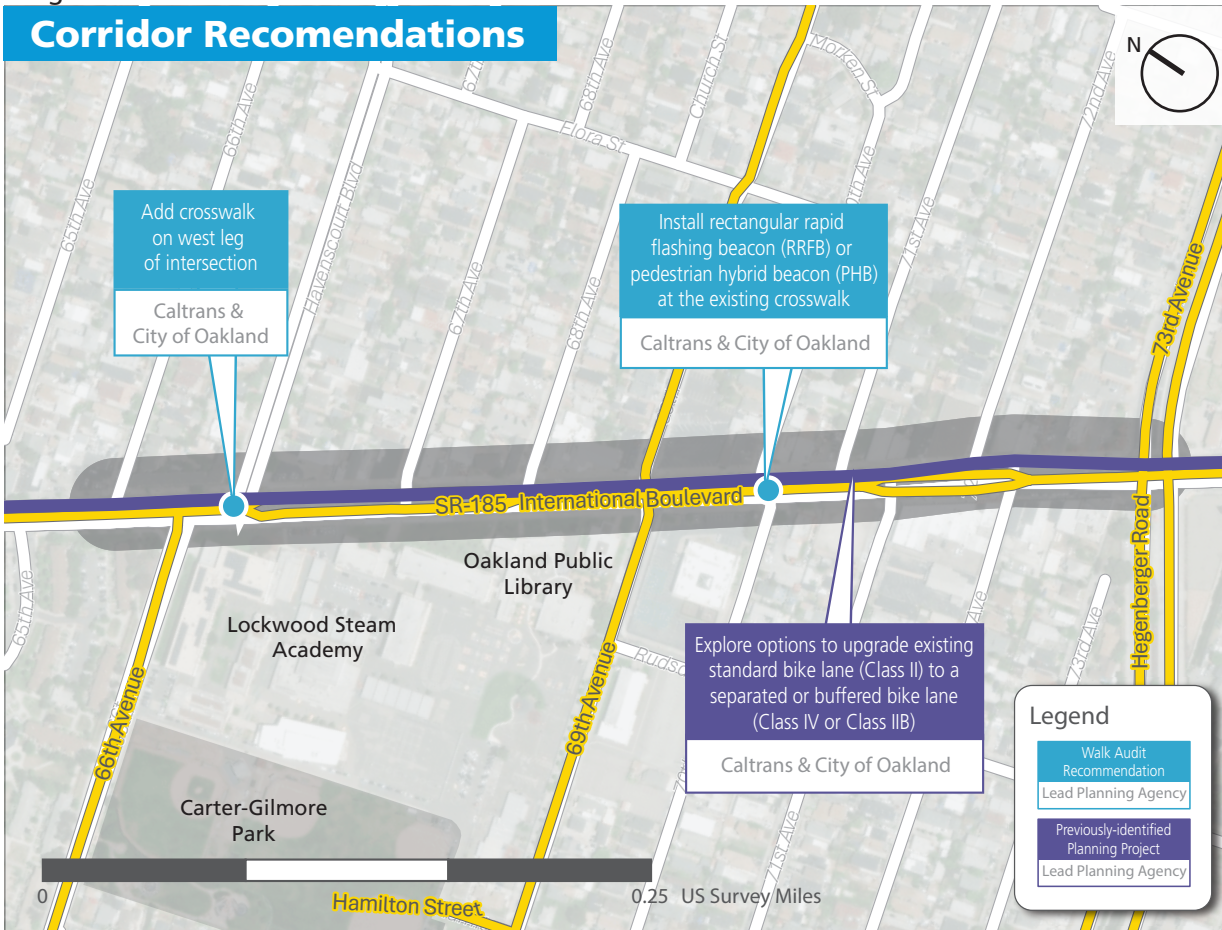 Corridor Recomendations
N
65th Ave
66th Ave
Havenscourt Blvd
67th Ave
68th Ave
Church St
Morken St
72nd Ave
Flora St
71st Ave
73rd Avenue
Add crosswalk
on west leg
of intersection
Caltrans &
City of Oakland
Install rectangular rapid
flashing beacon (RRFB) or
pedestrian hybrid beacon (PHB)
at the existing crosswalk
Caltrans & City of Oakland
67th Ave
68th Ave
SR-185 International Boulevard
Oakland Public
Library
Lockwood Steam
Academy
65th Ave
66th Avenue
69th Avenue
Hegenberger Road
73rd Ave
Explore options to upgrade existing
standard bike lane (Class II) to a
separated or buffered bike lane
(Class IV or Class IIB)
Caltrans & City of Oakland
71st Ave
Carter-Gilmore
Park
0
0.25 US Survey Miles
Hamilton Street
Legend
Walk Audit
Recommendation
Lead Planning Agency
Previously-identified
Planning Project
Lead Planning Agency